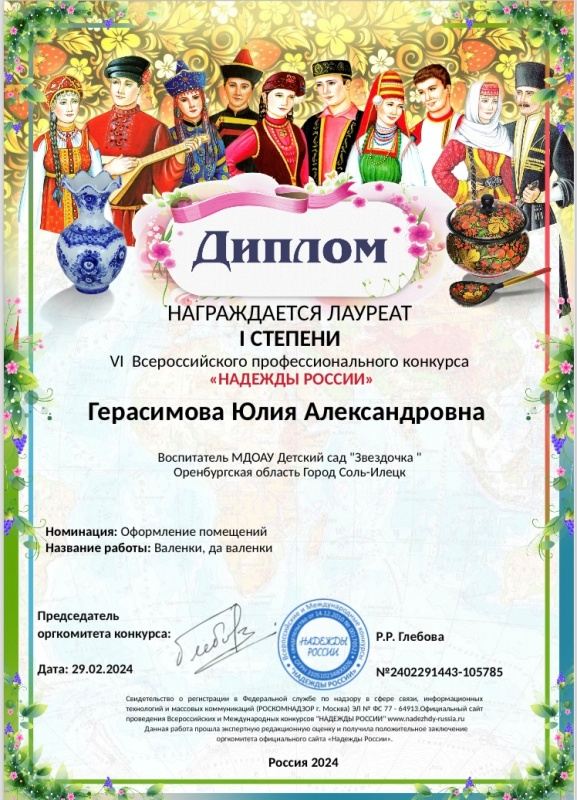 Диплом
НАГРАЖДАЕТСЯ ЛАУРЕАТ
I СТЕПЕНИ
VI Всероссийского профессионального конкурса
«НАДЕЖДЫ РОССИИ»
Герасимова Юлия Александровна
Воспитатель МДОАУ Детский сад "Звездочка "
Оренбургская область Город Соль-Илецк
Номинация: Оформление помещений
Название работы: Валенки, да валенки
Председатель
оргкомитета конкурса:
Р.Р. Глебова
НАДЕЖДЫ
РОССИИ
Дата: 29.02.2024
№2402291443-105785
Свидетельство о регистрации в Федеральной службе по надзору в сфере связи, информационных
технологий и массовых коммуникаций (РОСКОМНАДЗОР г. Москва) ЭЛ № ФС 77 - 64913.Официальный сайт
проведения Всероссийских и Международных конкурсов "НАДЕЖДЫ РОССИИ" www.nadezhdy-russia.ru
Данная работа прошла экспертную редакционную оценку и получила положительное заключение
оргкомитета официального сайта «Надежды России».
Россия 2024